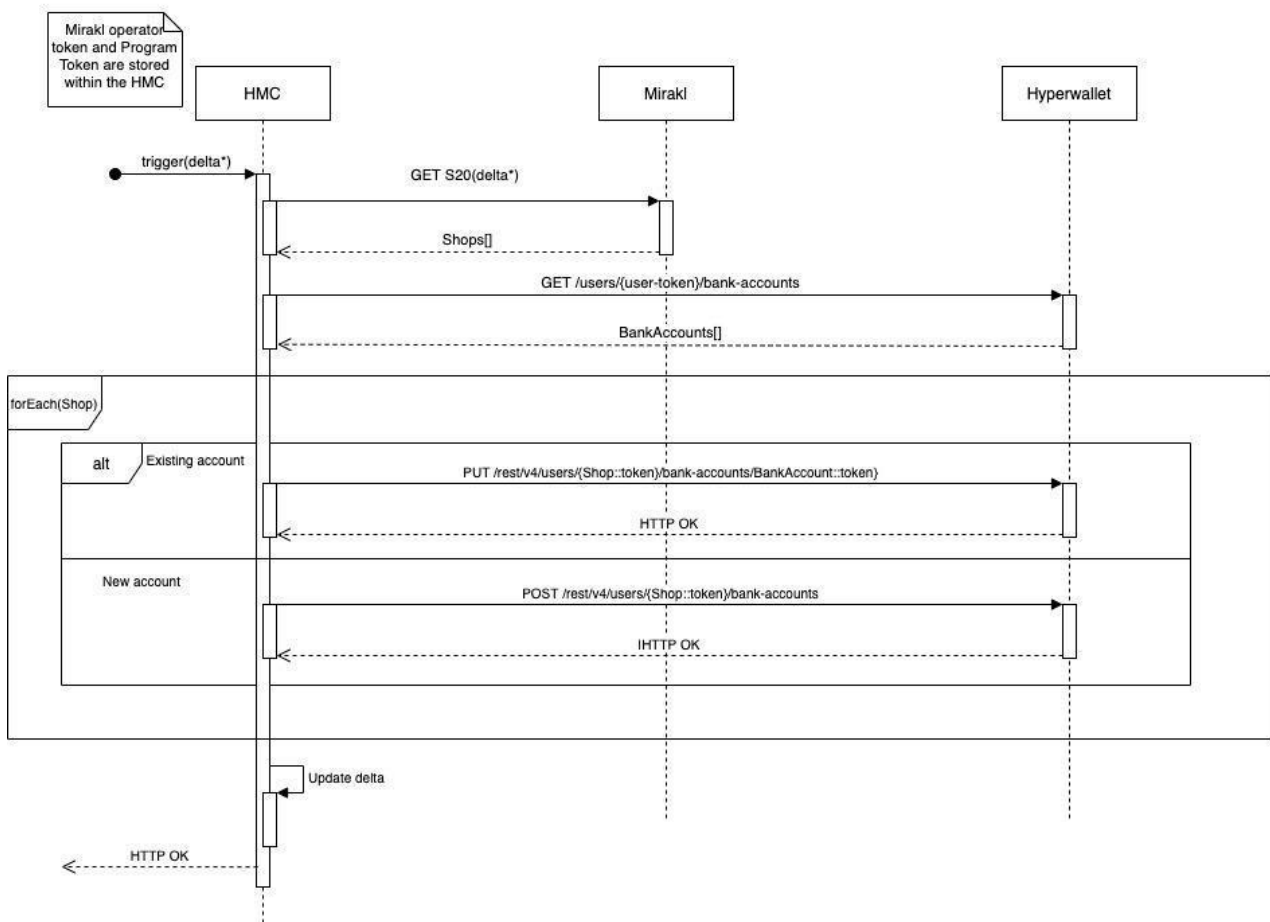 Mirakl operator
token and Program
Token are stored
within the HMC
HMC
Mirakl
Hyperwallet
trigger(delta*)
GET S20(delta*)
Shops[]
GET /users/{user-token}/bank-accounts
BankAccounts[]
forEach(Shop)
alt
Existing account
PUT /rest/v4/users/{Shop::token}/bank-accounts/BankAccount::token}
HTTP OK
New account
POST /rest/v4/users/{Shop::token}/bank-accounts
IHTTP OK
Update delta
HTTP OK